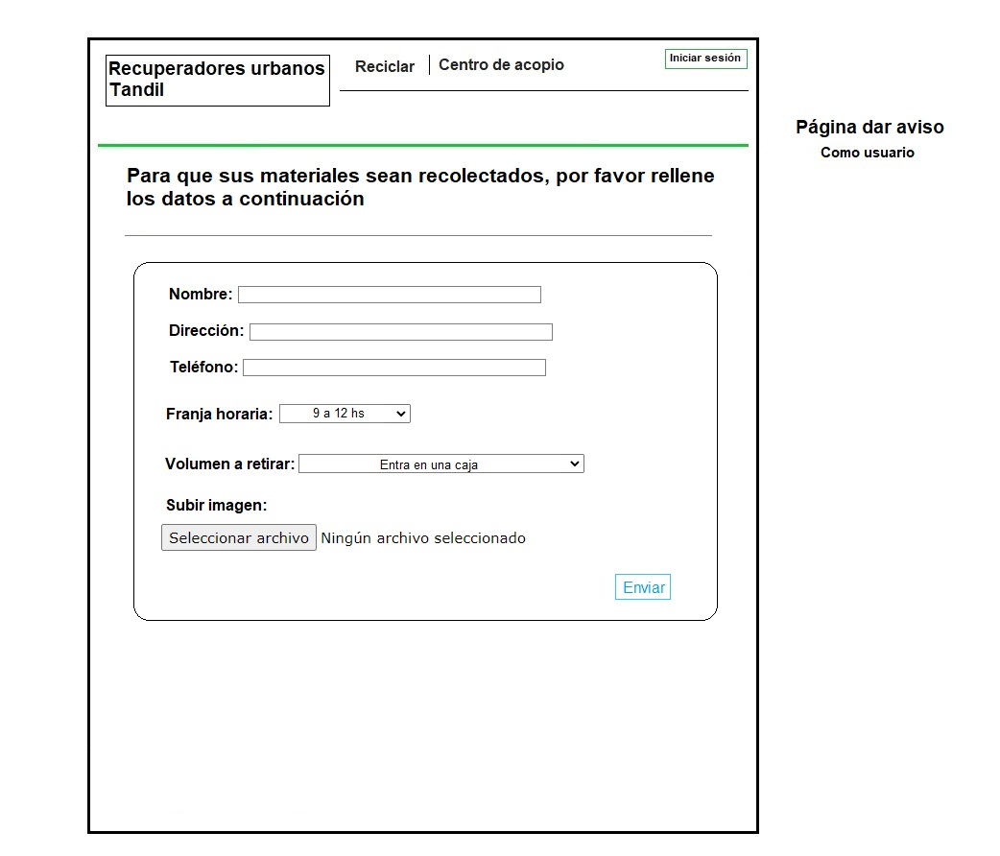 Recuperadores urbanos
Tandil
Reciclar
Centro de acopio
Iniciar sesión
Página dar aviso
Como usuario
Para que sus materiales sean recolectados, por favor rellene
los datos a continuación
Nombre:
Dirección:
Teléfono:
Franja horaria: 9 a 12 hs
Volumen a retirar: Entra en una caja
Subir imagen:
Seleccionar archivo Ningún archivo seleccionado
Enviar